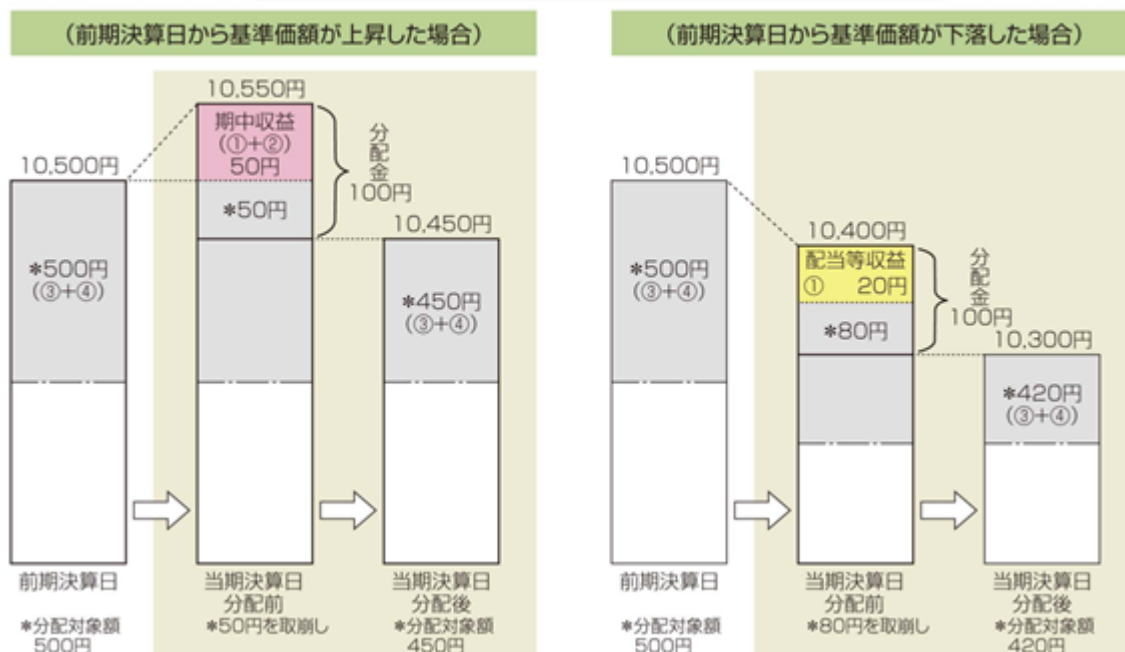 (前期決算日から基準価額が上昇した場合)
10,500円
*500円
(③+④)
前期決算日
*分配対象額
500円
10,550円
期中収益
(①+②)
50円
*50円
分配金
100円
当期決算日
分配前
*50円を取崩し
10,450円
*450円
(③+④)
当期決算日
分配後
*分配対象額
450円
(前期決算日から基準価額が下落した場合)
10,500円
*500円
(③+④)
前期決算日
*分配対象額
500円
10,400円
配当等収益
① 20円
*80円
分配金
100円
当期決算日
分配前
*80円を取崩し
10,300円
*420円
(③+④)
当期決算日
分配後
*分配対象額
420円